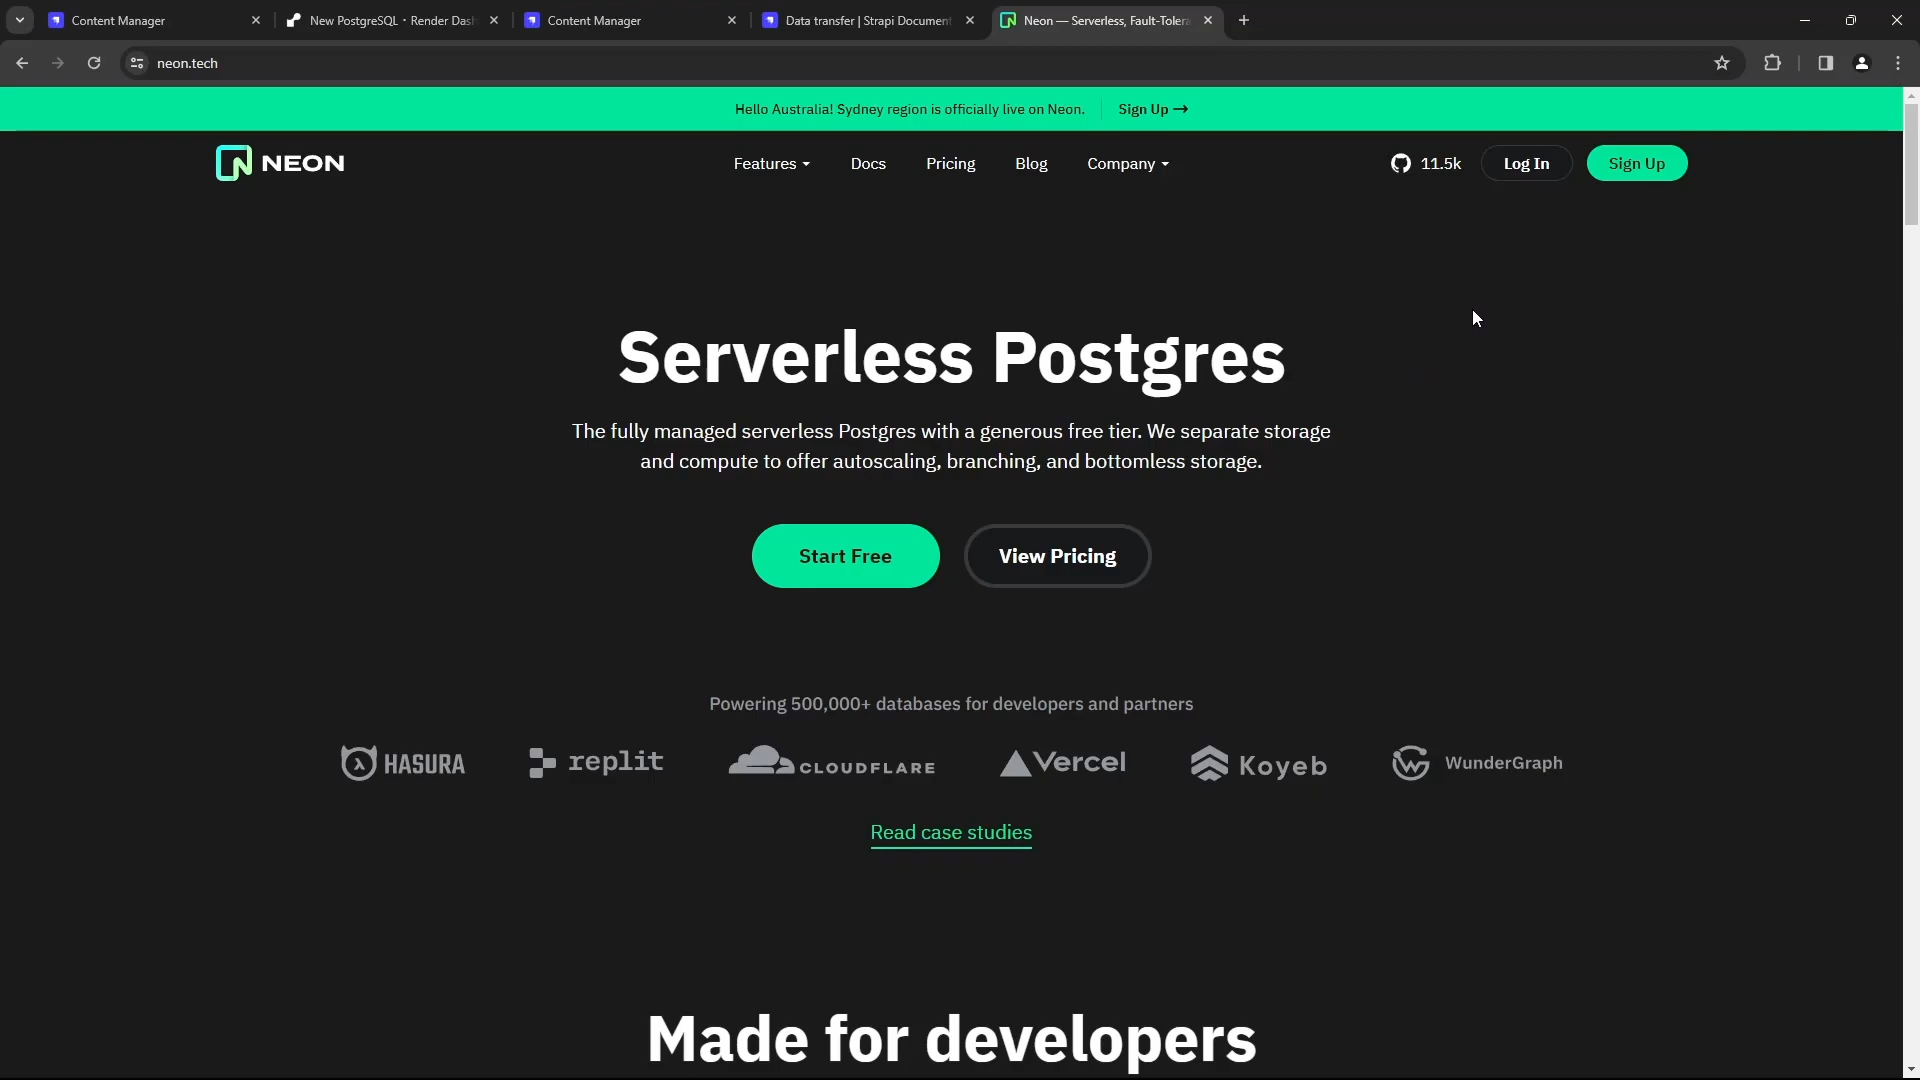 Content Manager
New PostgreSQL · Render Das
Content Manager
Data transfer | Strapi Document
Neon — Serverless, Fault-Tolera
neon.tech
Hello Australia! Sydney region is officially live on Neon.
Sign Up →
NEON
Features
Docs
Pricing
Blog
Company
11.5k
Log In
Sign Up
Serverless Postgres
The fully managed serverless Postgres with a generous free tier. We separate storage
and compute to offer autoscaling, branching, and bottomless storage.
Start Free
View Pricing
Powering 500,000+ databases for developers and partners
HASURA
replit
CLOUDFLARE
Vercel
Koyeb
WunderGraph
Read case studies
Made for developers